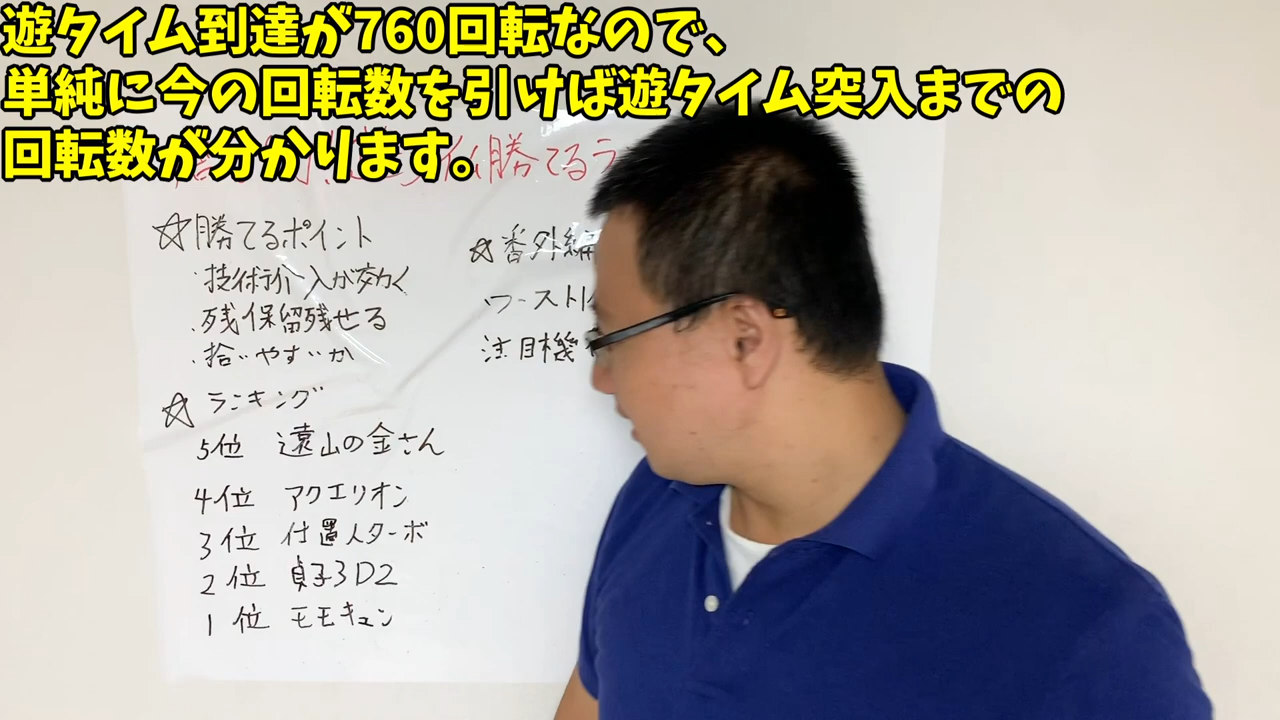 遊タイム到達が760回転なので、
単純に今の回転数を引けば遊タイム突入までの
回転数が分かります。
勝てるラ
☆勝てるポイント
・技術介入が効く
・残保留残せる
・拾いやすいか
☆番外編
ワースト
注目機
☆ランキング
5位 遠山の金さん
4位 アクエリオン
3位 仕置人ターボ
2位 貞子3D2
1位 モモキュン